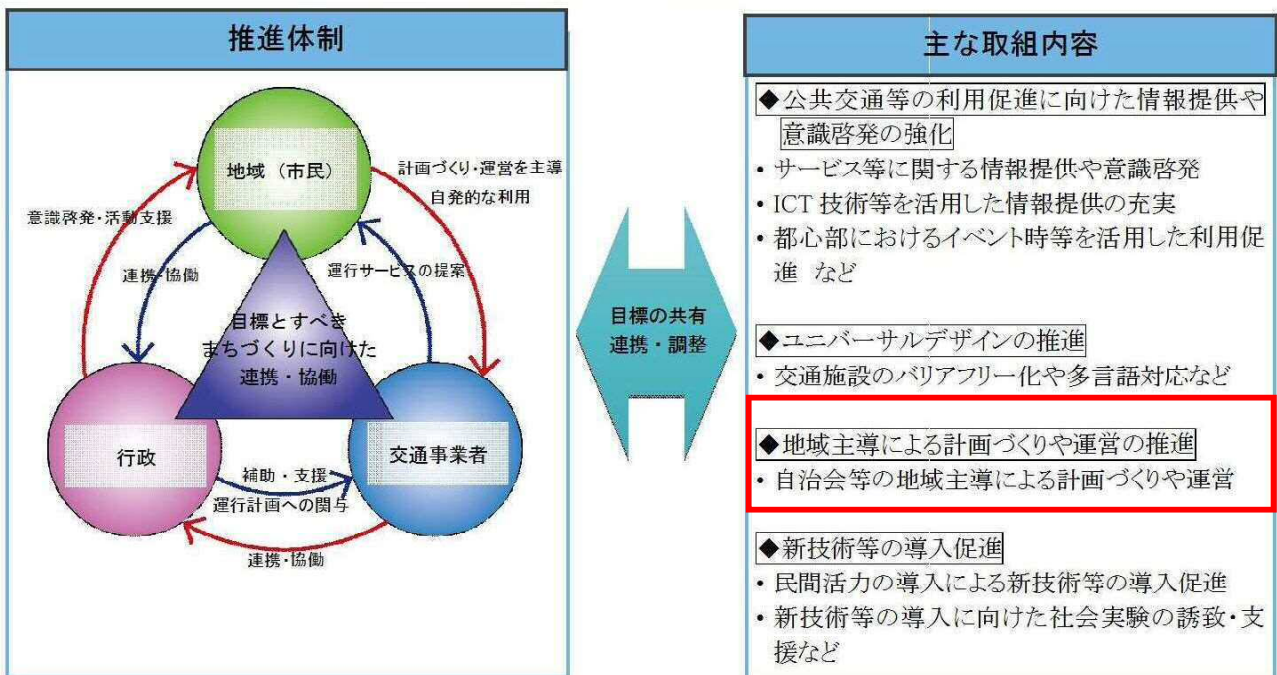 推進体制
地域（市民）
計画づくり・運営を主導
自発的な利用
意識啓発・活動支援
連携・協働
運行サービスの提案
目標とすべき
まちづくりに向けた
連携・協働
行政
交通事業者
補助・支援
運行計画への関与
連携・協働
目標の共有
連携・調整
主な取組内容
◆公共交通等の利用促進に向けた情報提供や
意識啓発の強化
・サービス等に関する情報提供や意識啓発
・ICT 技術等を活用した情報提供の充実
・都心部におけるイベント時等を活用した利用促
進 など
◆ユニバーサルデザインの推進
・交通施設のバリアフリー化や多言語対応など
◆地域主導による計画づくりや運営の推進
・自治会等の地域主導による計画づくりや運営
◆新技術等の導入促進
・民間活力の導入による新技術等の導入促進
・新技術等の導入に向けた社会実験の誘致・支
援など